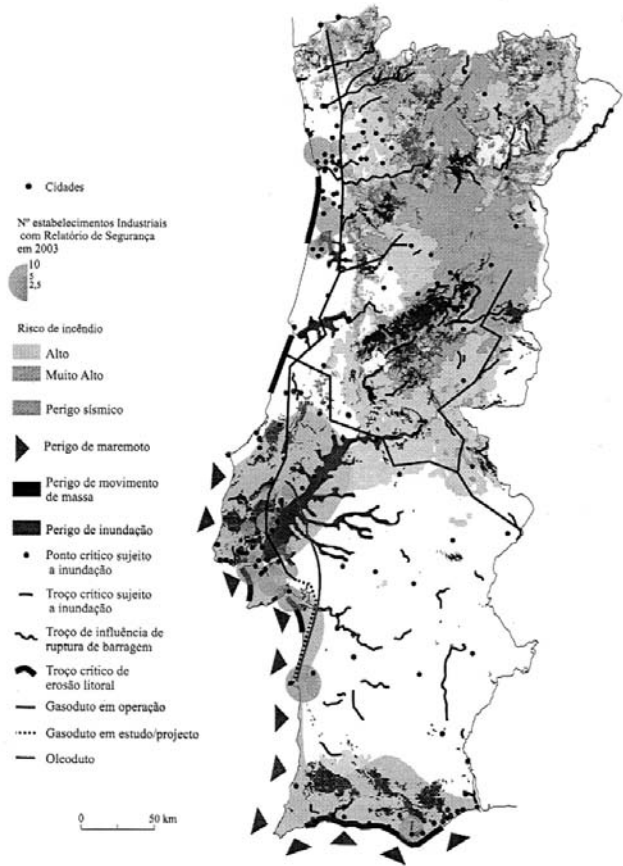 Cidades
Nº estabelecimentos Industriais
com Relatório de Segurança
em 2003
10
5
2,5
Risco de incêndio
Alto
Muito Alto
Perigo sísmico
Perigo de maremoto
Perigo de movimento
de massa
Perigo de inundação
Ponto crítico sujeito
a inundação
Troço crítico sujeito
a inundação
Troço de influência de
ruptura de barragem
Troço crítico de
erosão litoral
Gasoduto em operação
Gasoduto em estudo/projecto
Oleoduto
0 50 km